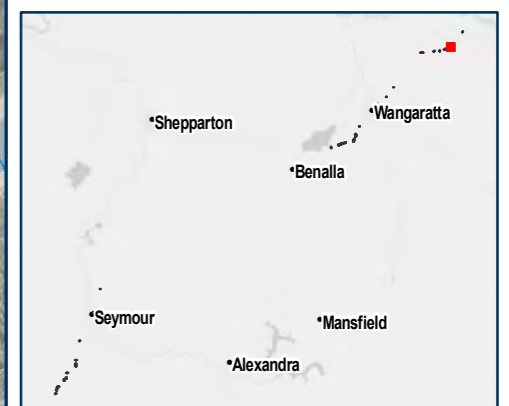 Wangaratta
Shepparton
Benalla
Seymour
Mansfield
Alexandra